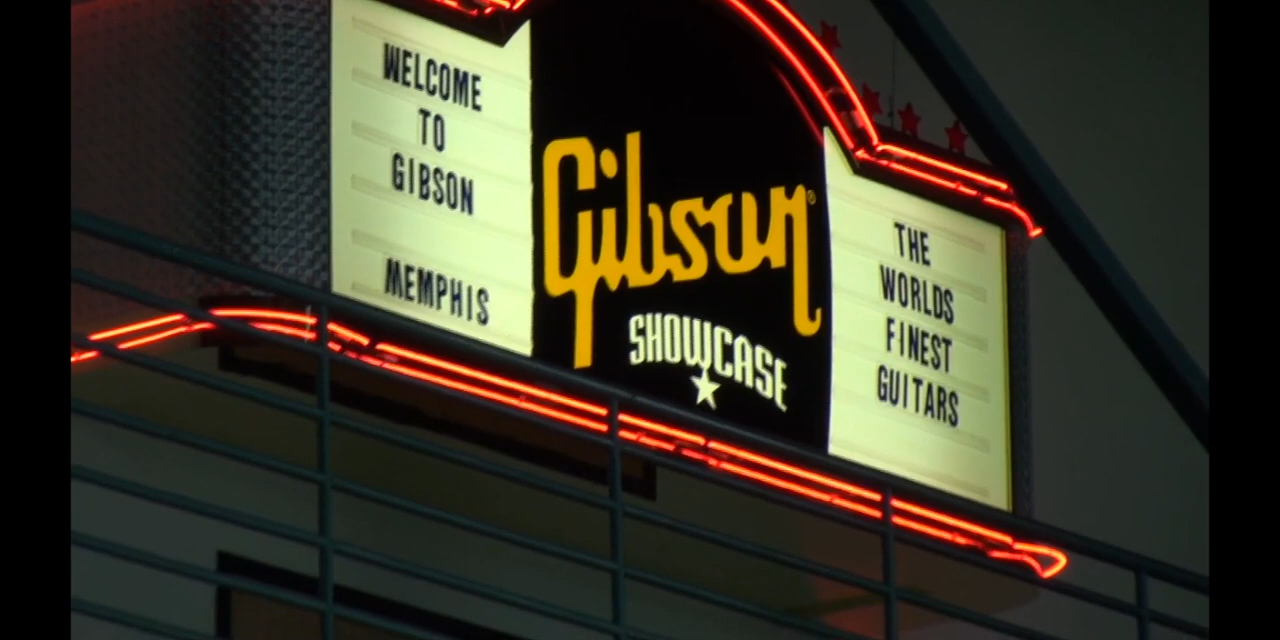 WELCOME
TO
GIBSON
MEMPHIS
Gibson®
SHOWCASE
THE
WORLDS
FINEST
GUITARS